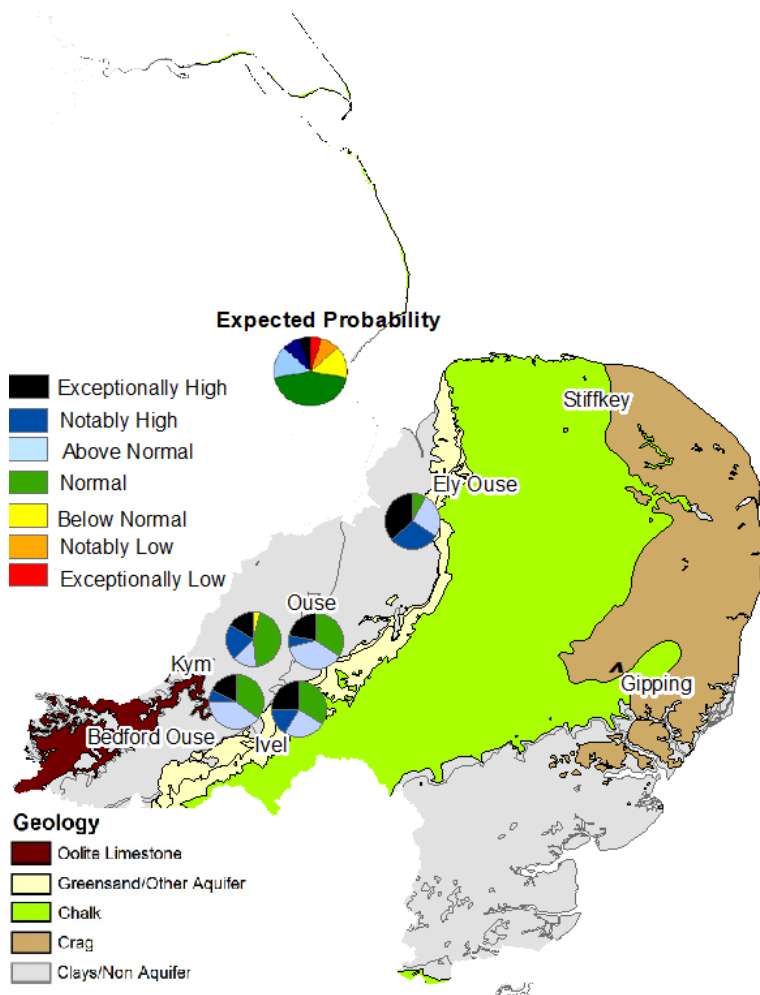 Expected Probability
Exceptionally High
Notably High
Above Normal
Normal
Below Normal
Notably Low
Exceptionally Low
Stiffkey
Ely Ouse
Ouse
Kym
Gipping
Bedford Ouse
Ivel
Geology
Oolite Limestone
Greensand/Other Aquifer
Chalk
Crag
Clays/Non Aquifer